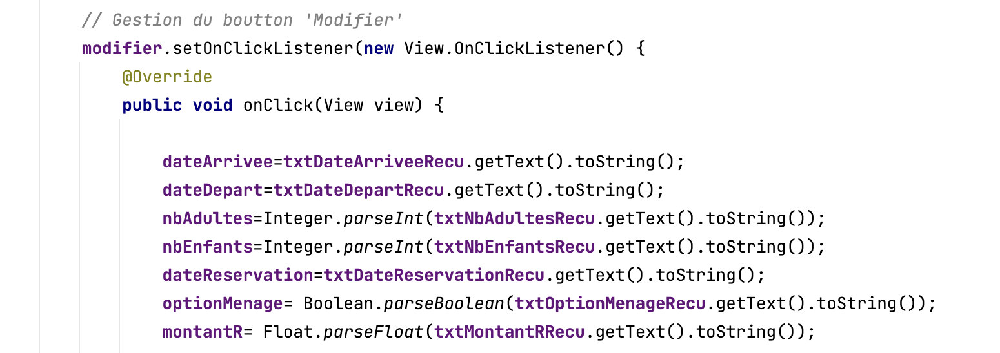 // Gestion du boutton 'Modifier'
modifier.setOnClickListener(new View.OnClickListener() {
@Override
public void onClick(View view) {
dateArrivee=txtDateArriveeRecu.getText().toString();
dateDepart=txtDateDepartRecu.getText().toString();
nbAdultes=Integer.parseInt(txtNbAdultesRecu.getText().toString());
nbEnfants=Integer.parseInt(txtNbEnfantsRecu.getText().toString());
dateReservation=txtDateReservationRecu.getText().toString();
optionMenage= Boolean.parseBoolean(txtOptionMenageRecu.getText().toString());
montantR= Float.parseFloat(txtMontantRRecu.getText().toString());